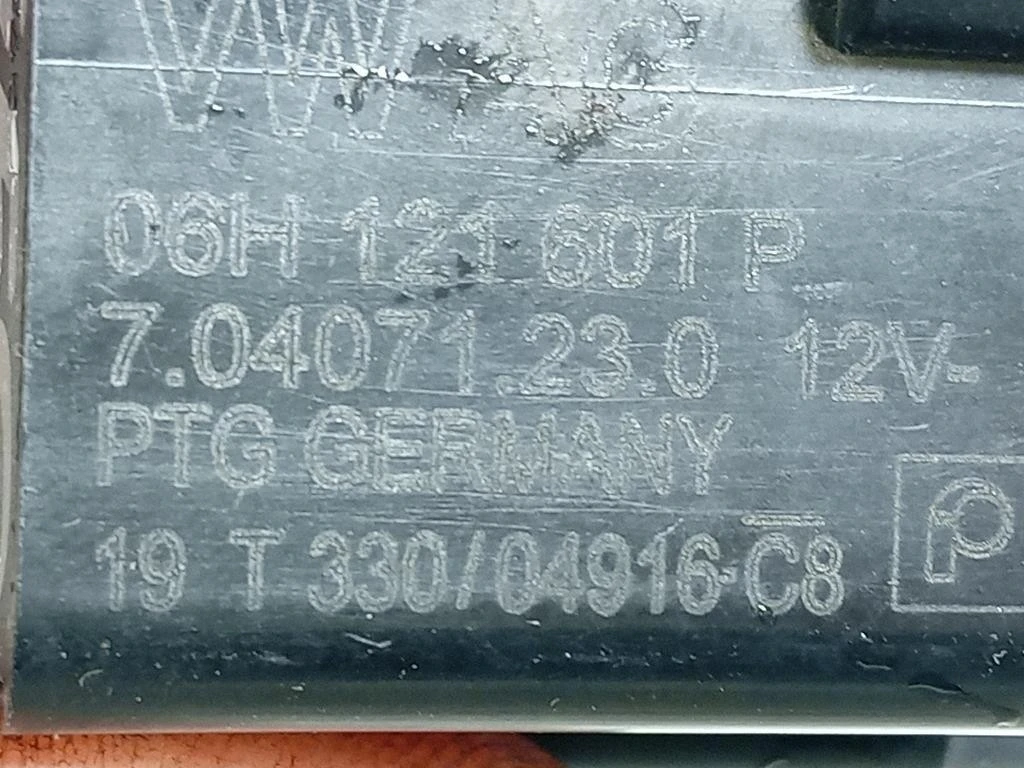 06H 121 601 P
7.04071.23.0 12V-
PTG GERMANY
19 T 330/04916-C8